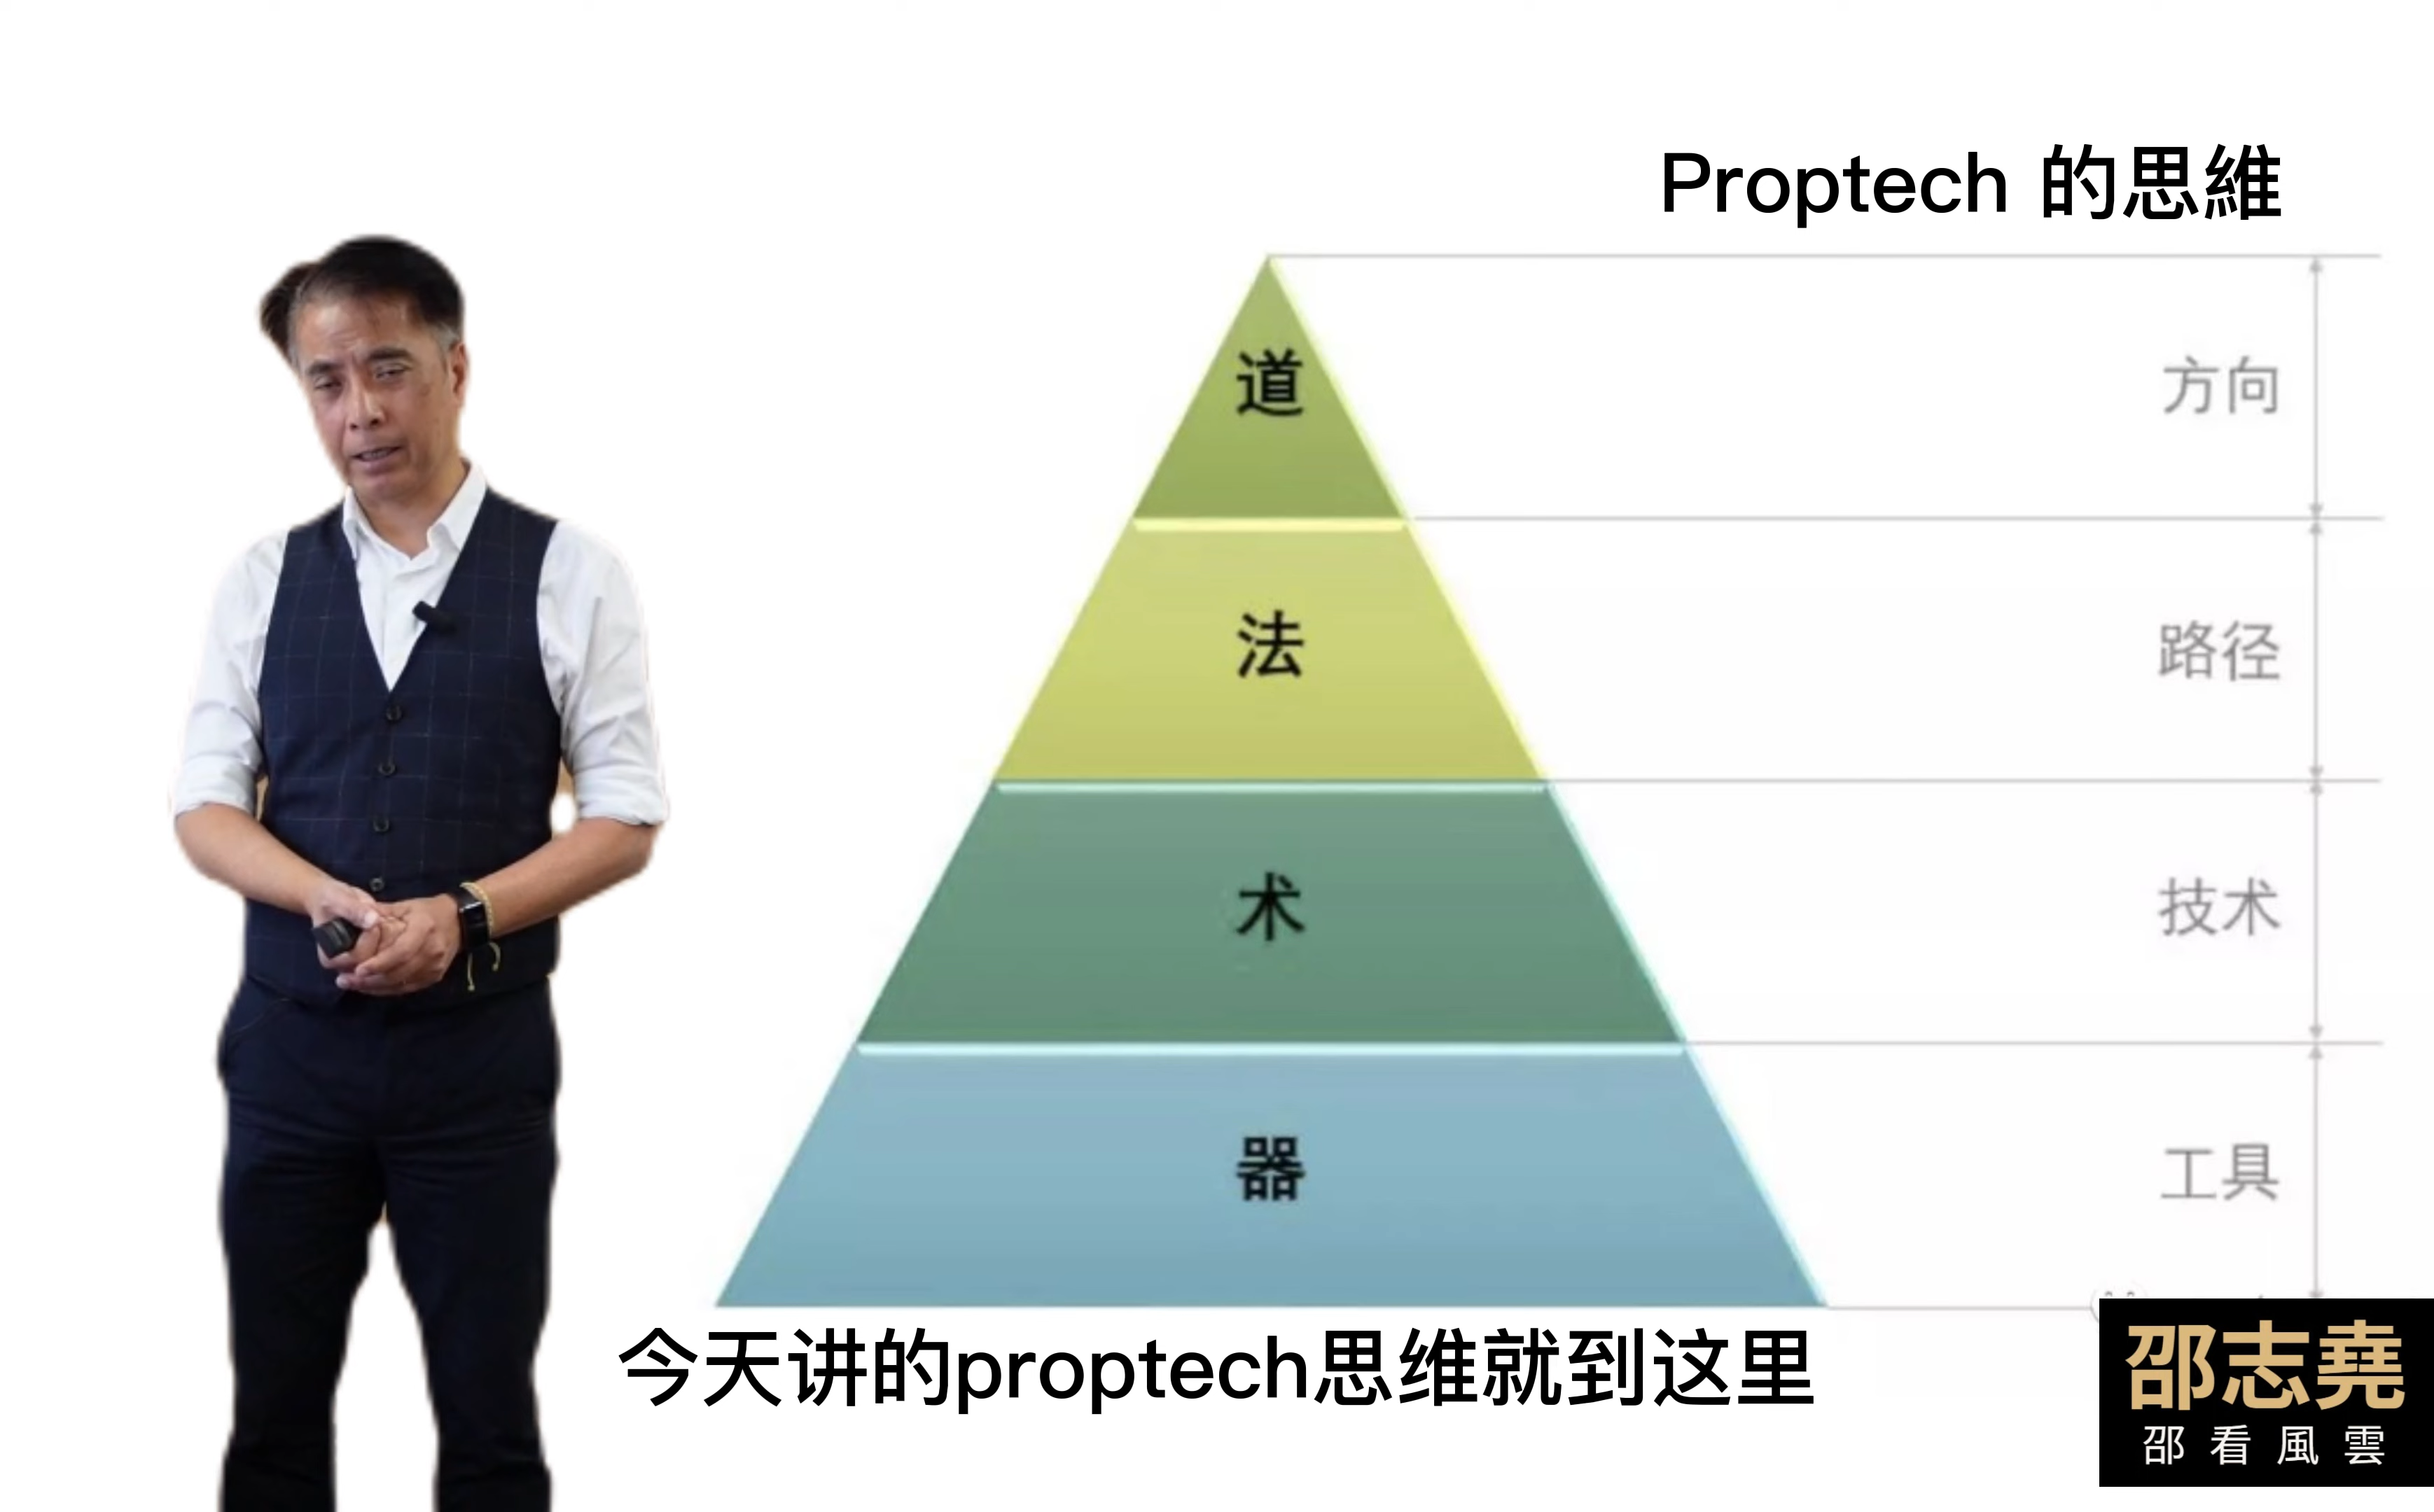 Proptech 的思維
道
方向
法
路径
术
技术
器
工具
今天讲的proptech思维就到这里
邵志堯
邵看風雲